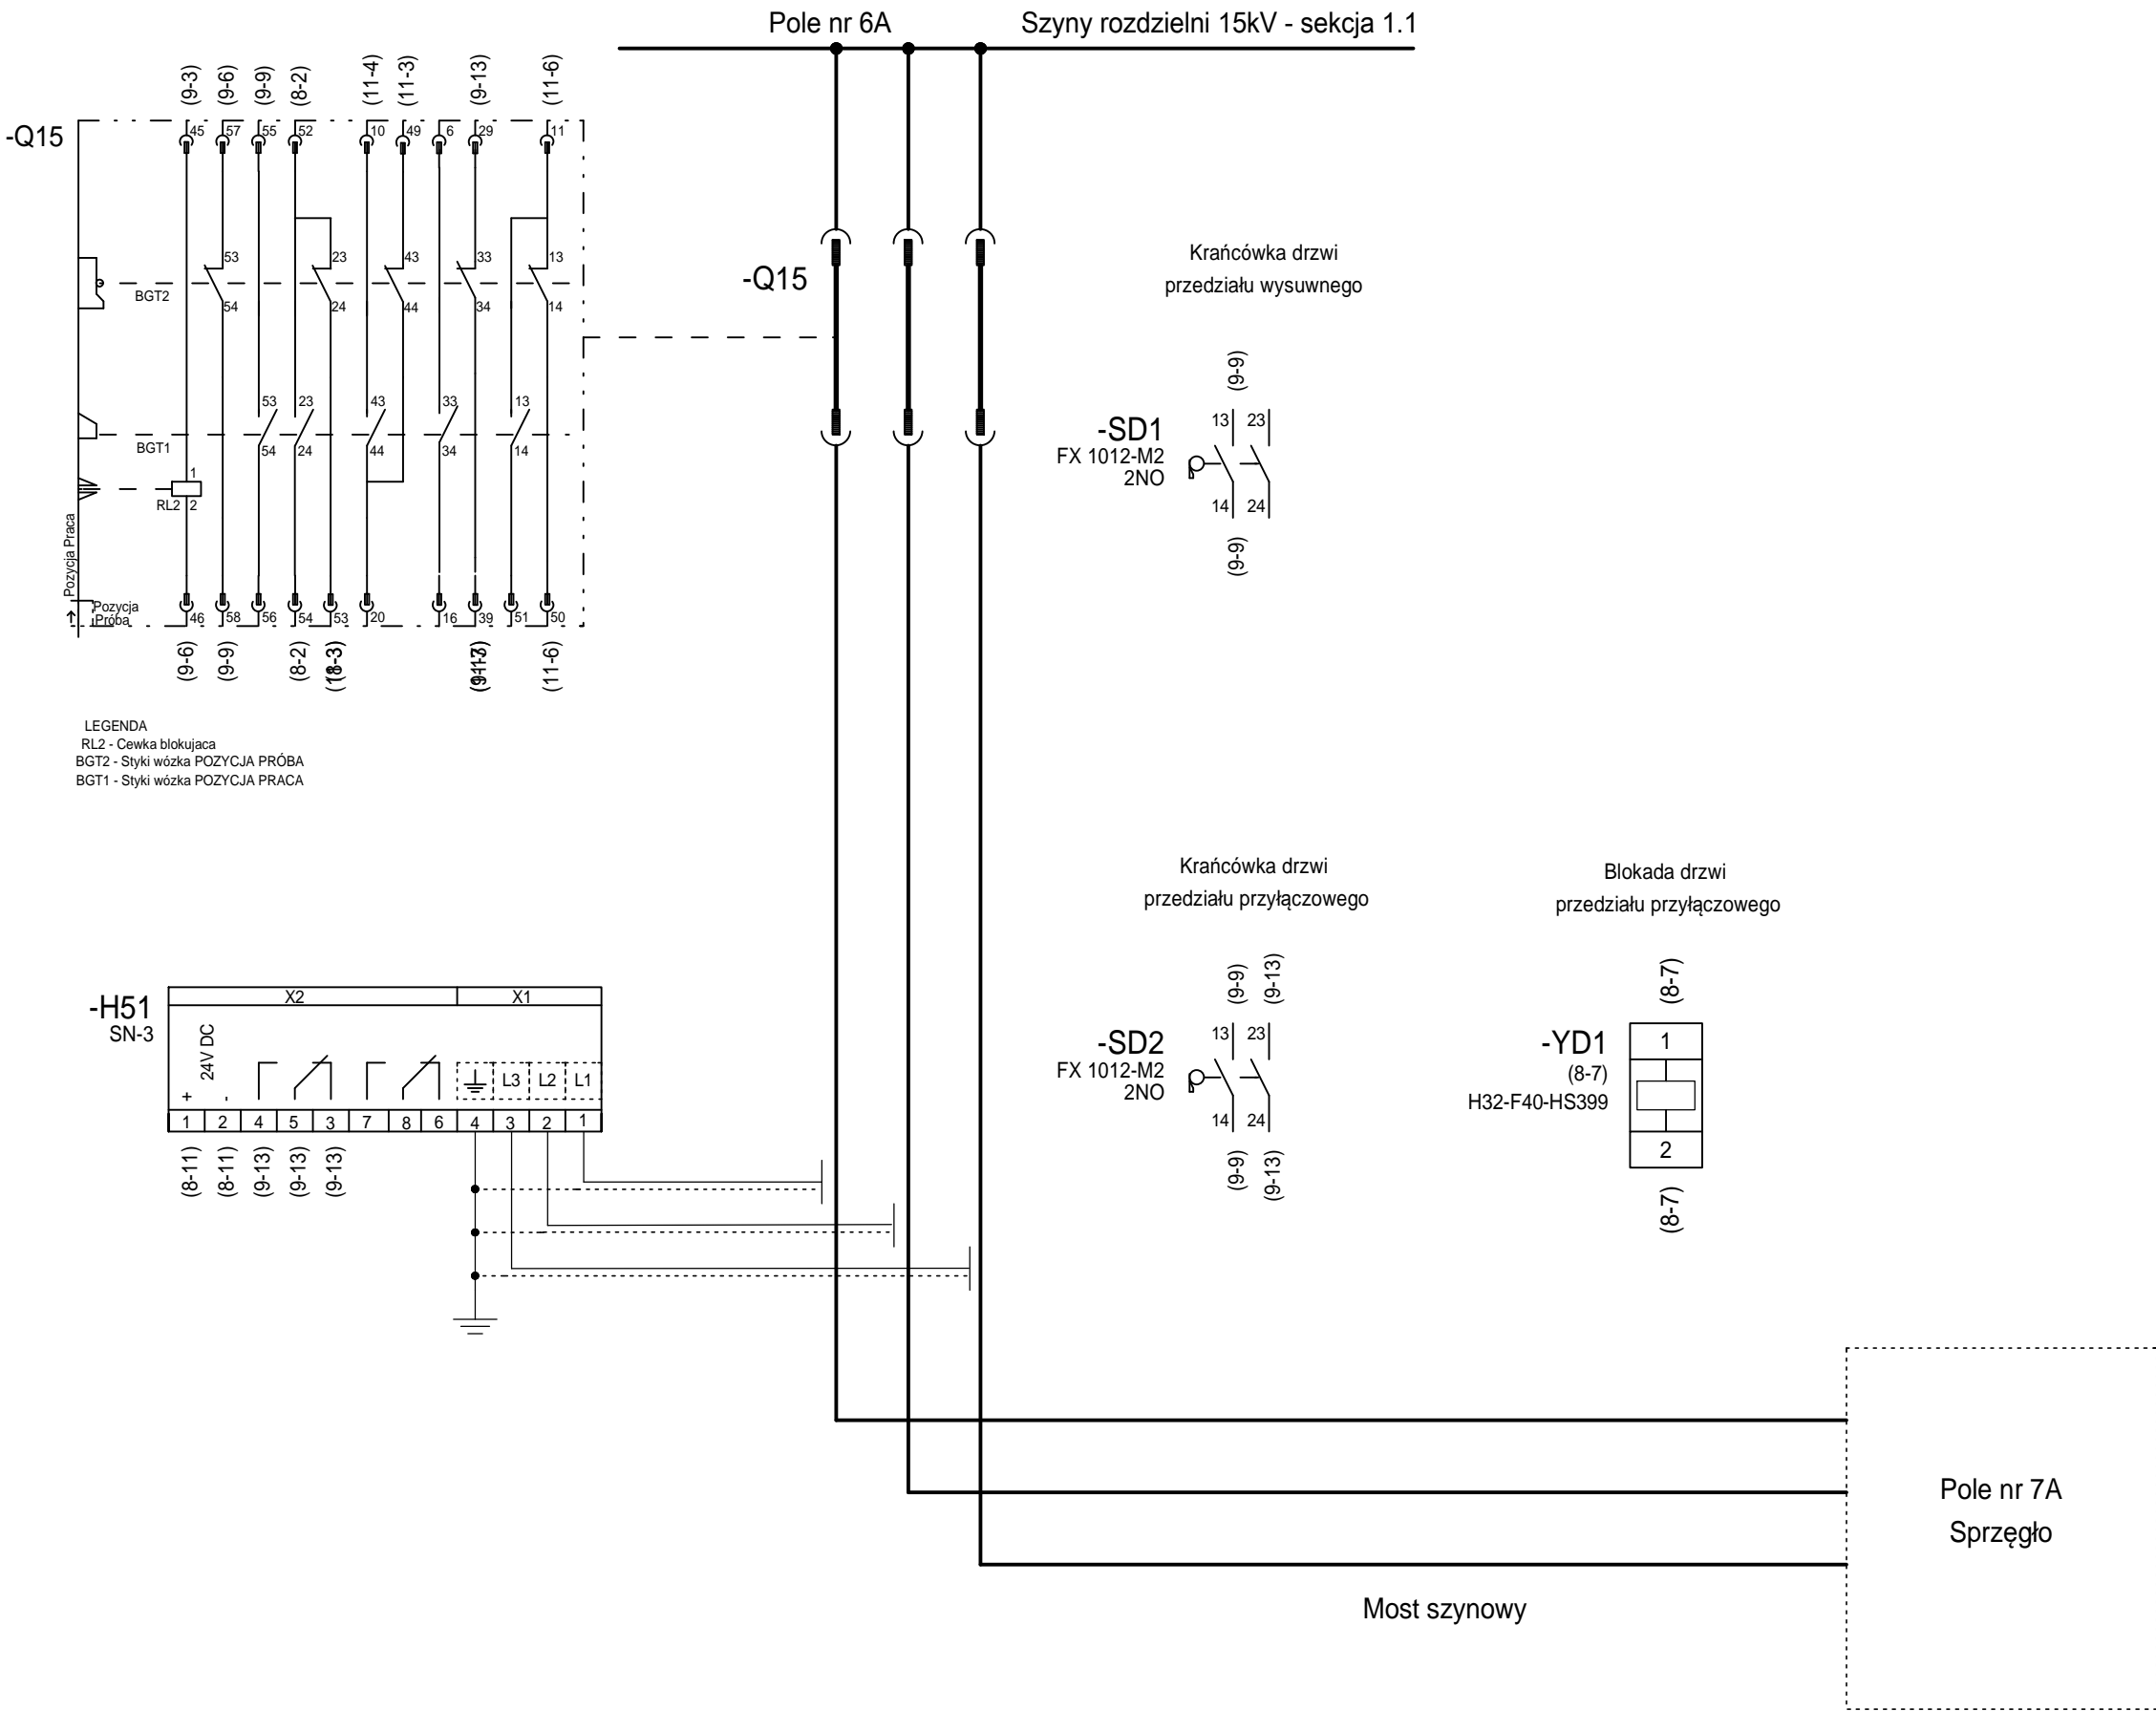 Pole nr 6A
Szyny rozdzielni 15kV - sekcja 1.1
(9-3) (9-6) (9-9) (8-2) (11-4) (11-3) (9-13) (11-6)
-Q15
45 57 55 52 10 49 6 29 11
53 23 43 33 13
BGT2
54 24 44 34 14
53 23 43 33 13
BGT1
54 24 44 34 14
1
RL2 2
Pozycja Praca
Pozycja
Próba
46 58 56 54 53 20 16 39 51 50
(9-6) (9-9) (8-2) (11-6)
LEGENDA
RL2 - Cewka blokujaca
BGT2 - Styki wózka POZYCJA PRÓBA
BGT1 - Styki wózka POZYCJA PRACA
-Q15
Krańcówka drzwi
przedziału wysuwnego
(9-9)
-SD1
FX 1012-M2
2NO
13 23
14 24
(9-9)
Krańcówka drzwi
przedziału przyłączowego
(9-9) (9-13)
-SD2
FX 1012-M2
2NO
13 23
14 24
(9-9) (9-13)
Blokada drzwi
przedziału przyłączowego
(8-7)
-YD1
(8-7)
H32-F40-HS399
1
2
(8-7)
-H51
SN-3
X2 X1
24V DC
+ -
L3 L2 L1
1 2 4 5 3 7 8 6 4 3 2 1
(8-11) (8-11) (9-13) (9-13) (9-13)
Pole nr 7A
Sprzęgło
Most szynowy